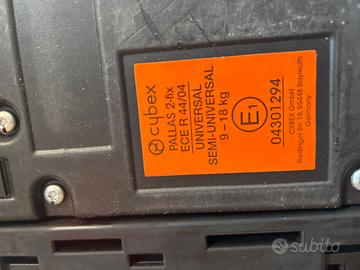 cybex
PALLAS 2-fix
ECE R 44/04
UNIVERSAL
SEMI-UNIVERSAL
9 - 18 kg
E1
04301294
CYBEX GmbH
Riedinger Str. 18, 95448 Bayreuth
Germany
subito